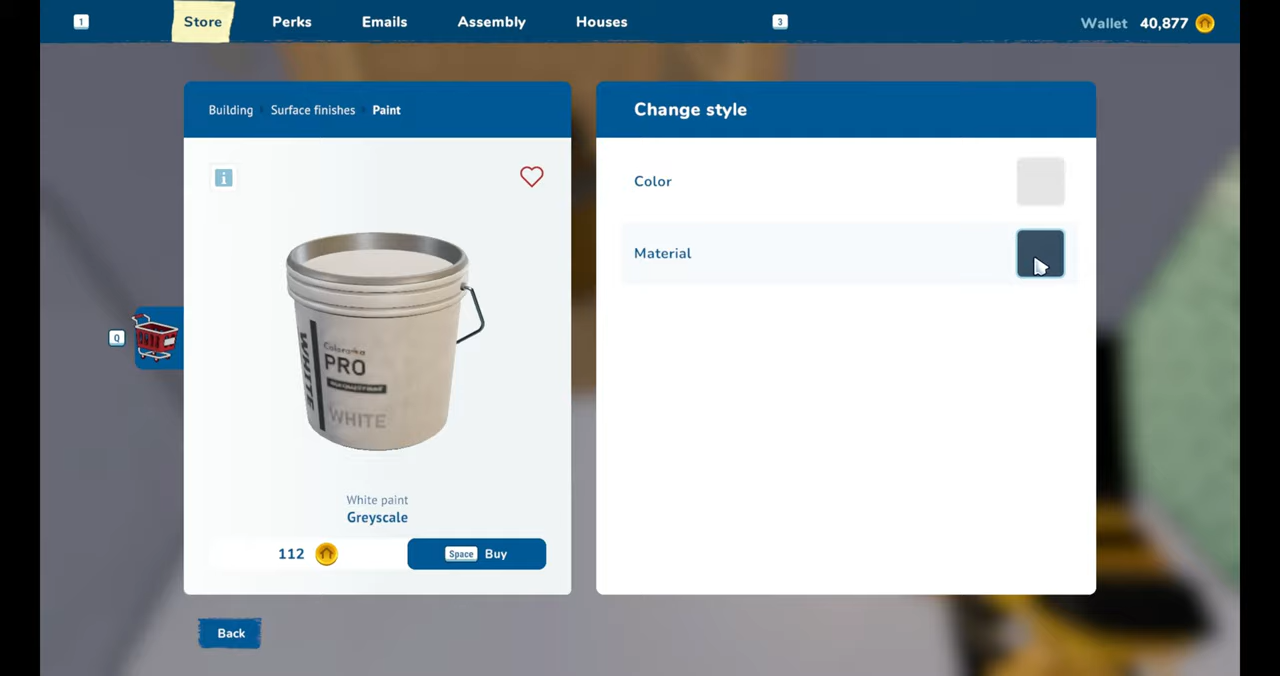 1 Store Perks Emails Assembly Houses 3 Wallet 40,877
Building Surface finishes Paint
Change style
i
Color
Material
Q
WHITE
Colorama
PRO
WHITE
White paint
Greyscale
112 Space Buy
Back